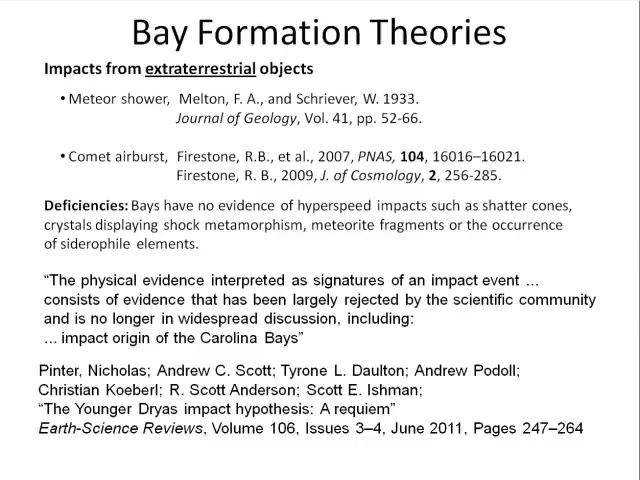 Bay Formation Theories
Impacts from extraterrestrial objects
• Meteor shower, Melton, F. A., and Schriever, W. 1933.
Journal of Geology, Vol. 41, pp. 52-66.
• Comet airburst, Firestone, R.B., et al., 2007, PNAS, 104, 16016–16021.
Firestone, R. B., 2009, J. of Cosmology, 2, 256-285.
Deficiencies: Bays have no evidence of hyperspeed impacts such as shatter cones,
crystals displaying shock metamorphism, meteorite fragments or the occurrence
of siderophile elements.
“The physical evidence interpreted as signatures of an impact event ...
consists of evidence that has been largely rejected by the scientific community
and is no longer in widespread discussion, including:
... impact origin of the Carolina Bays”
Pinter, Nicholas; Andrew C. Scott; Tyrone L. Daulton; Andrew Podoll;
Christian Koeberl; R. Scott Anderson; Scott E. Ishman;
“The Younger Dryas impact hypothesis: A requiem”
Earth-Science Reviews, Volume 106, Issues 3–4, June 2011, Pages 247–264